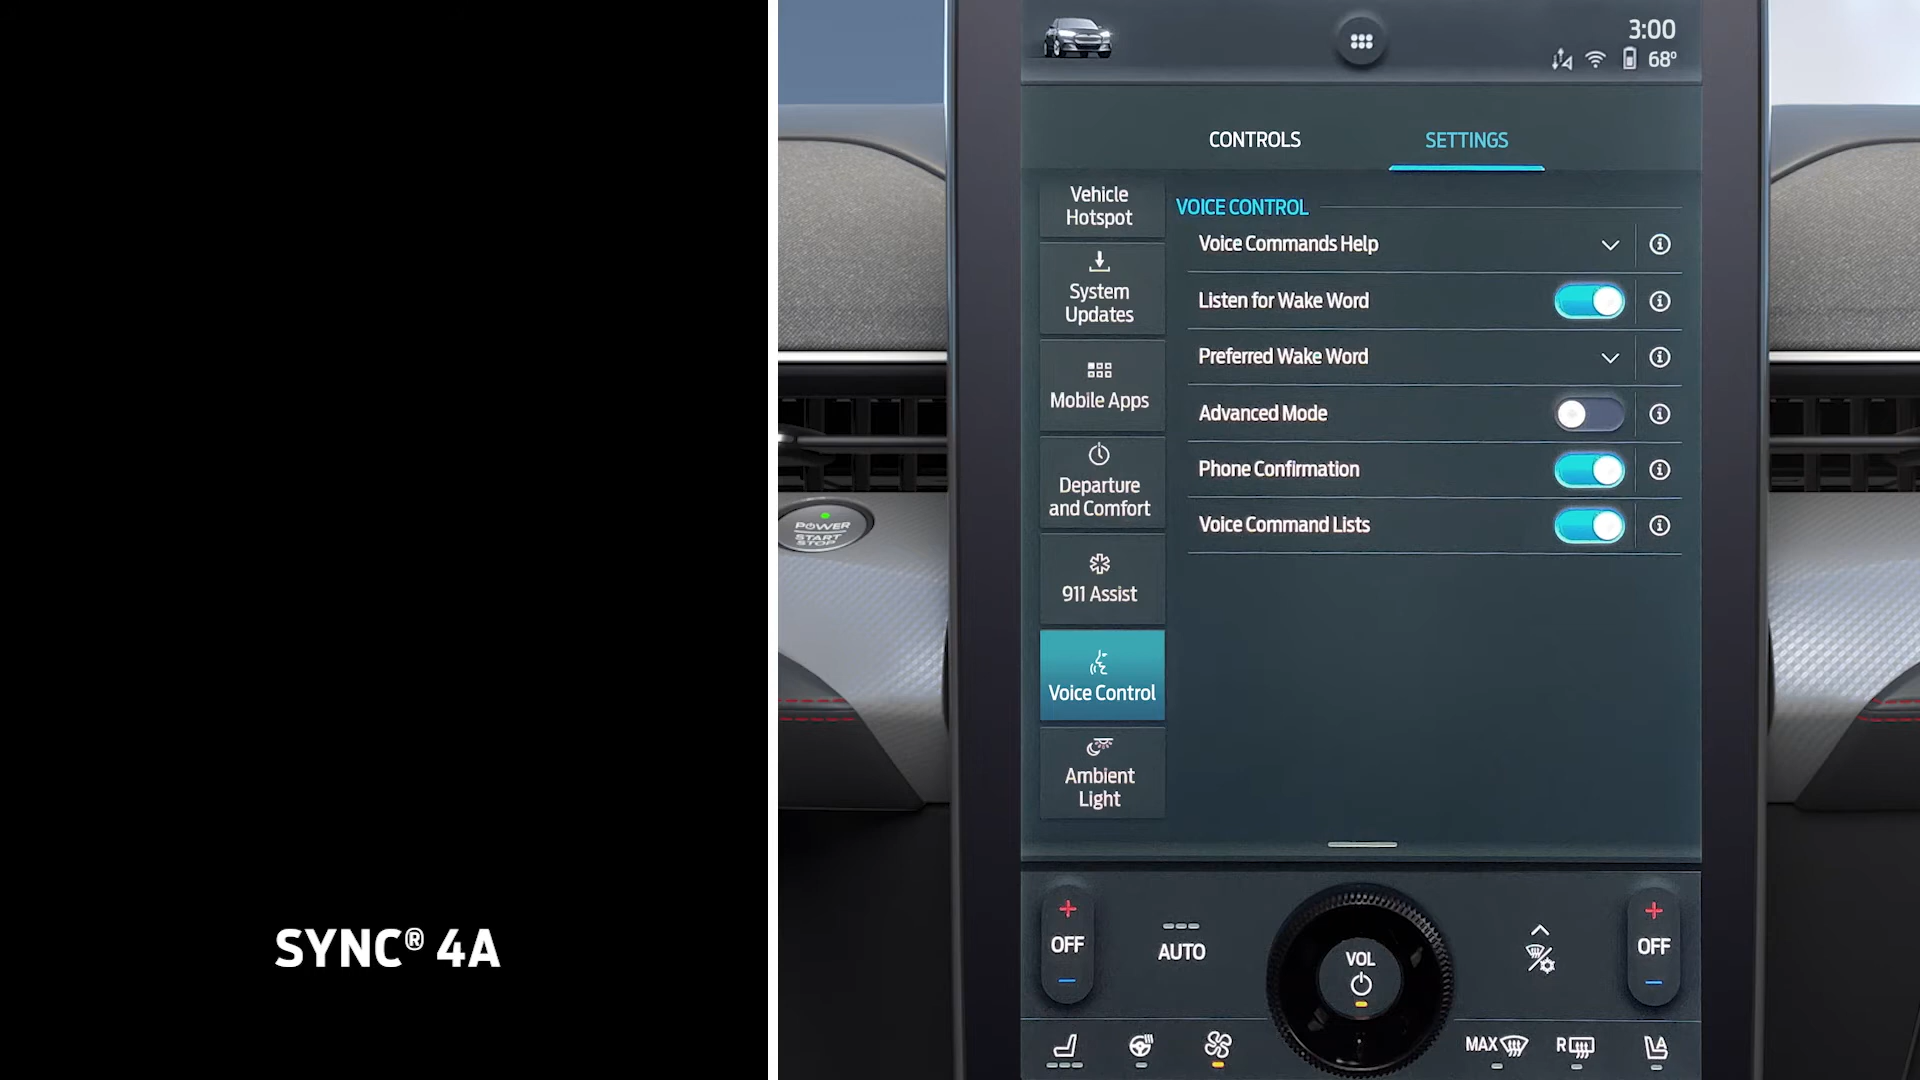 SYNC® 4A
3:00
68°
CONTROLS
SETTINGS
Vehicle
Hotspot
System
Updates
Mobile Apps
Departure
and Comfort
911 Assist
Voice Control
Ambient
Light
VOICE CONTROL
Voice Commands Help
Listen for Wake Word
Preferred Wake Word
Advanced Mode
Phone Confirmation
Voice Command Lists
POWER
START
STOP
+
OFF
−
AUTO
VOL
+
OFF
−
MAX
R